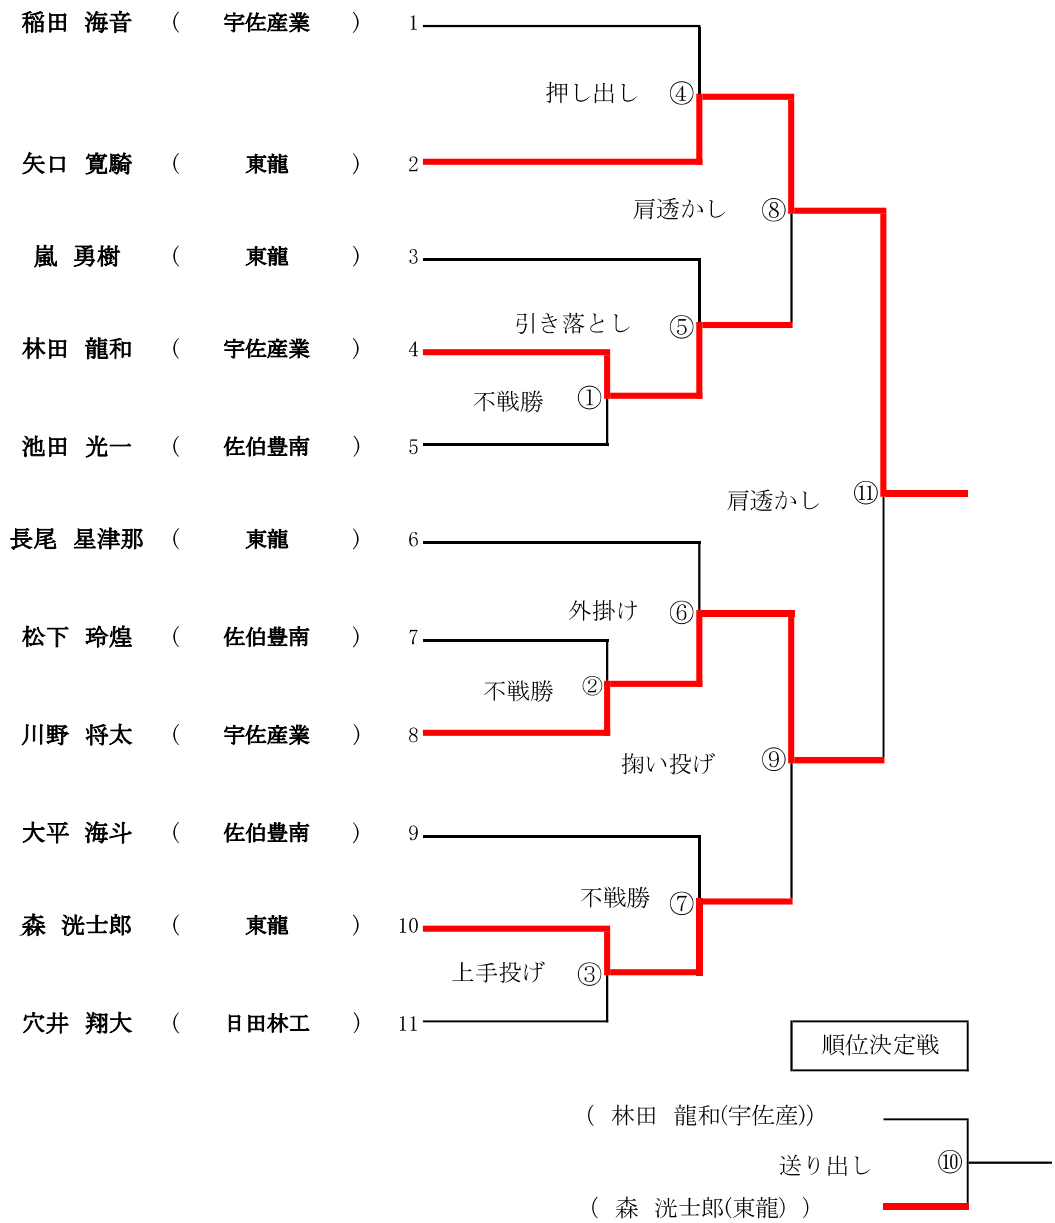 稲田 海音 ( 宇佐産業 ) 1
押し出し ④
矢口 寛騎 ( 東龍 ) 2
肩透かし ⑧
嵐 勇樹 ( 東龍 ) 3
引き落とし ⑤
林田 龍和 ( 宇佐産業 ) 4
不戦勝 ①
池田 光一 ( 佐伯豊南 ) 5
肩透かし ⑪
長尾 星津那 ( 東龍 ) 6
外掛け ⑥
松下 玲煌 ( 佐伯豊南 ) 7
不戦勝 ②
川野 将太 ( 宇佐産業 ) 8
掬い投げ ⑨
大平 海斗 ( 佐伯豊南 ) 9
不戦勝 ⑦
森 洸士郎 ( 東龍 ) 10
上手投げ ③
穴井 翔大 ( 日田林工 ) 11
順位決定戦
( 林田 龍和(宇佐産))
送り出し ⑩
( 森 洸士郎(東龍) )